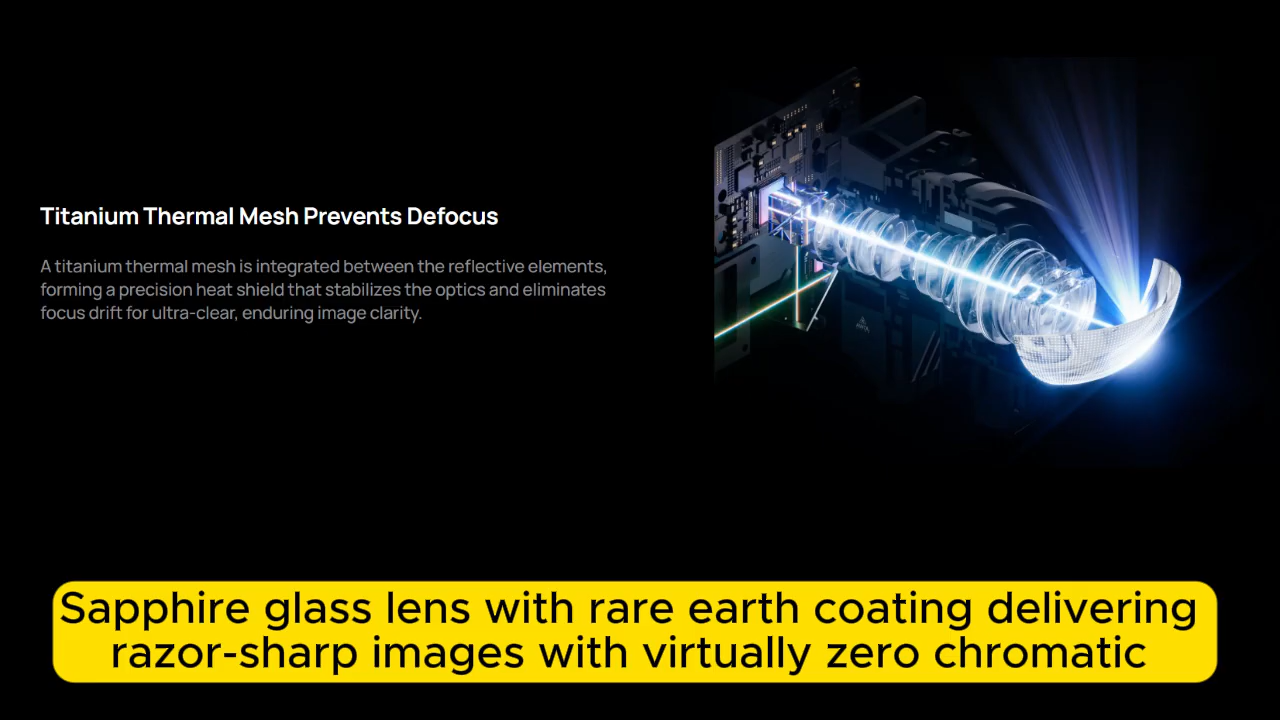 Titanium Thermal Mesh Prevents Defocus
A titanium thermal mesh is integrated between the reflective elements,
forming a precision heat shield that stabilizes the optics and eliminates
focus drift for ultra-clear, enduring image clarity.
Sapphire glass lens with rare earth coating delivering
razor-sharp images with virtually zero chromatic